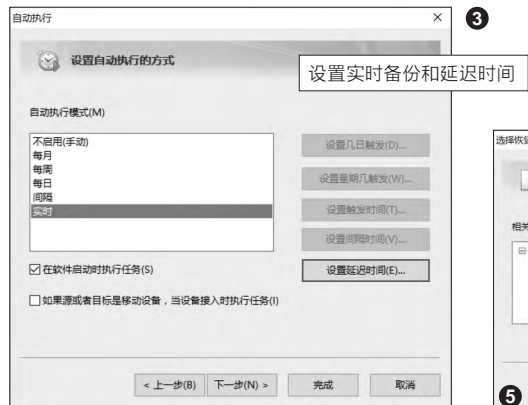 自动执行
×
❸
设置自动执行的方式
设置实时备份和延迟时间
自动执行模式(M)
不启用(手动)
每月
每周
每日
间隔
实时
设置几日触发(D)...
设置星期几触发(W)...
设置触发时间(T)...
设置间隔时间(V)...
设置延迟时间(E)...
在软件启动时执行任务(S)
如果源或者目标是移动设备，当设备接入时执行任务(I)
< 上一步(B)
下一步(N) >
完成
取消
选择恢
相关
❺